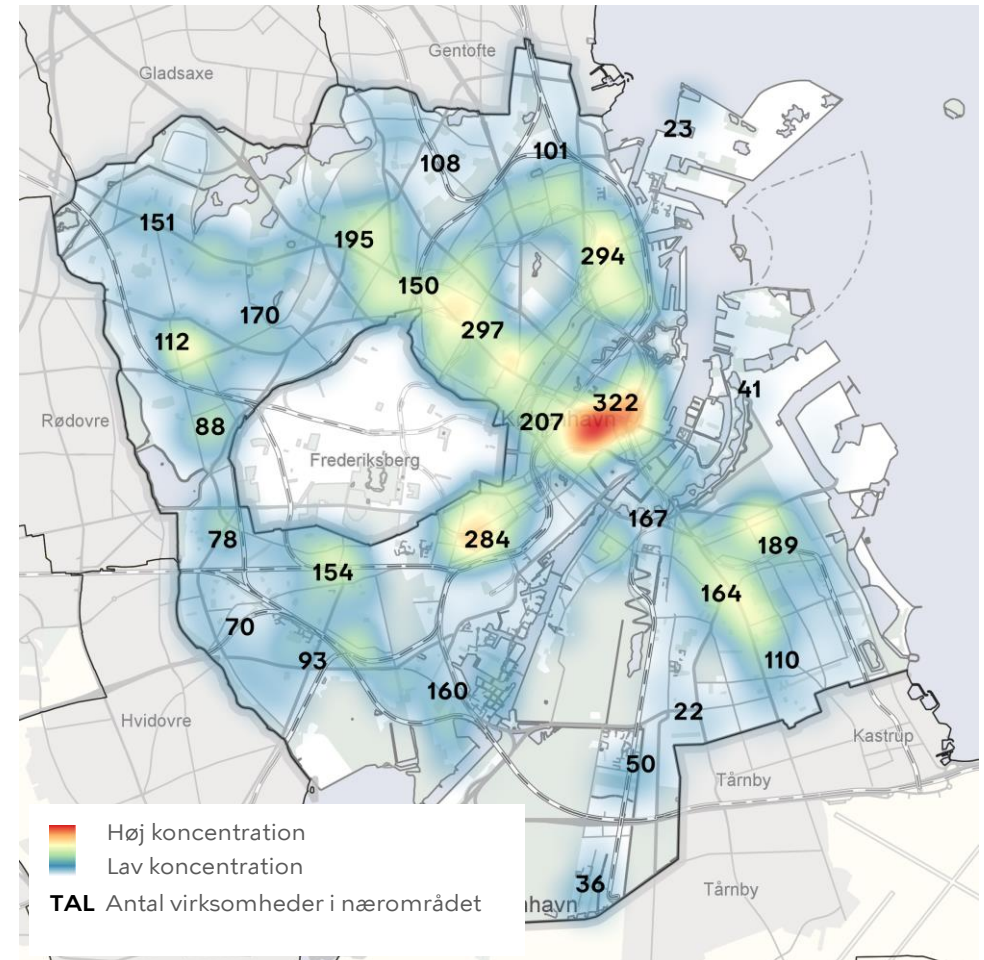 Gentofte
Gladsaxe
23
108
101
151
195
294
150
170
297
112
41
322
207
Rødovre
88
København
Frederiksberg
167
78
284
189
154
164
70
93
110
160
22
Hvidovre
Kastrup
50
Tårnby
Høj koncentration
Lav koncentration
36
Tårnby
TAL Antal virksomheder i nærområdet
nhavn